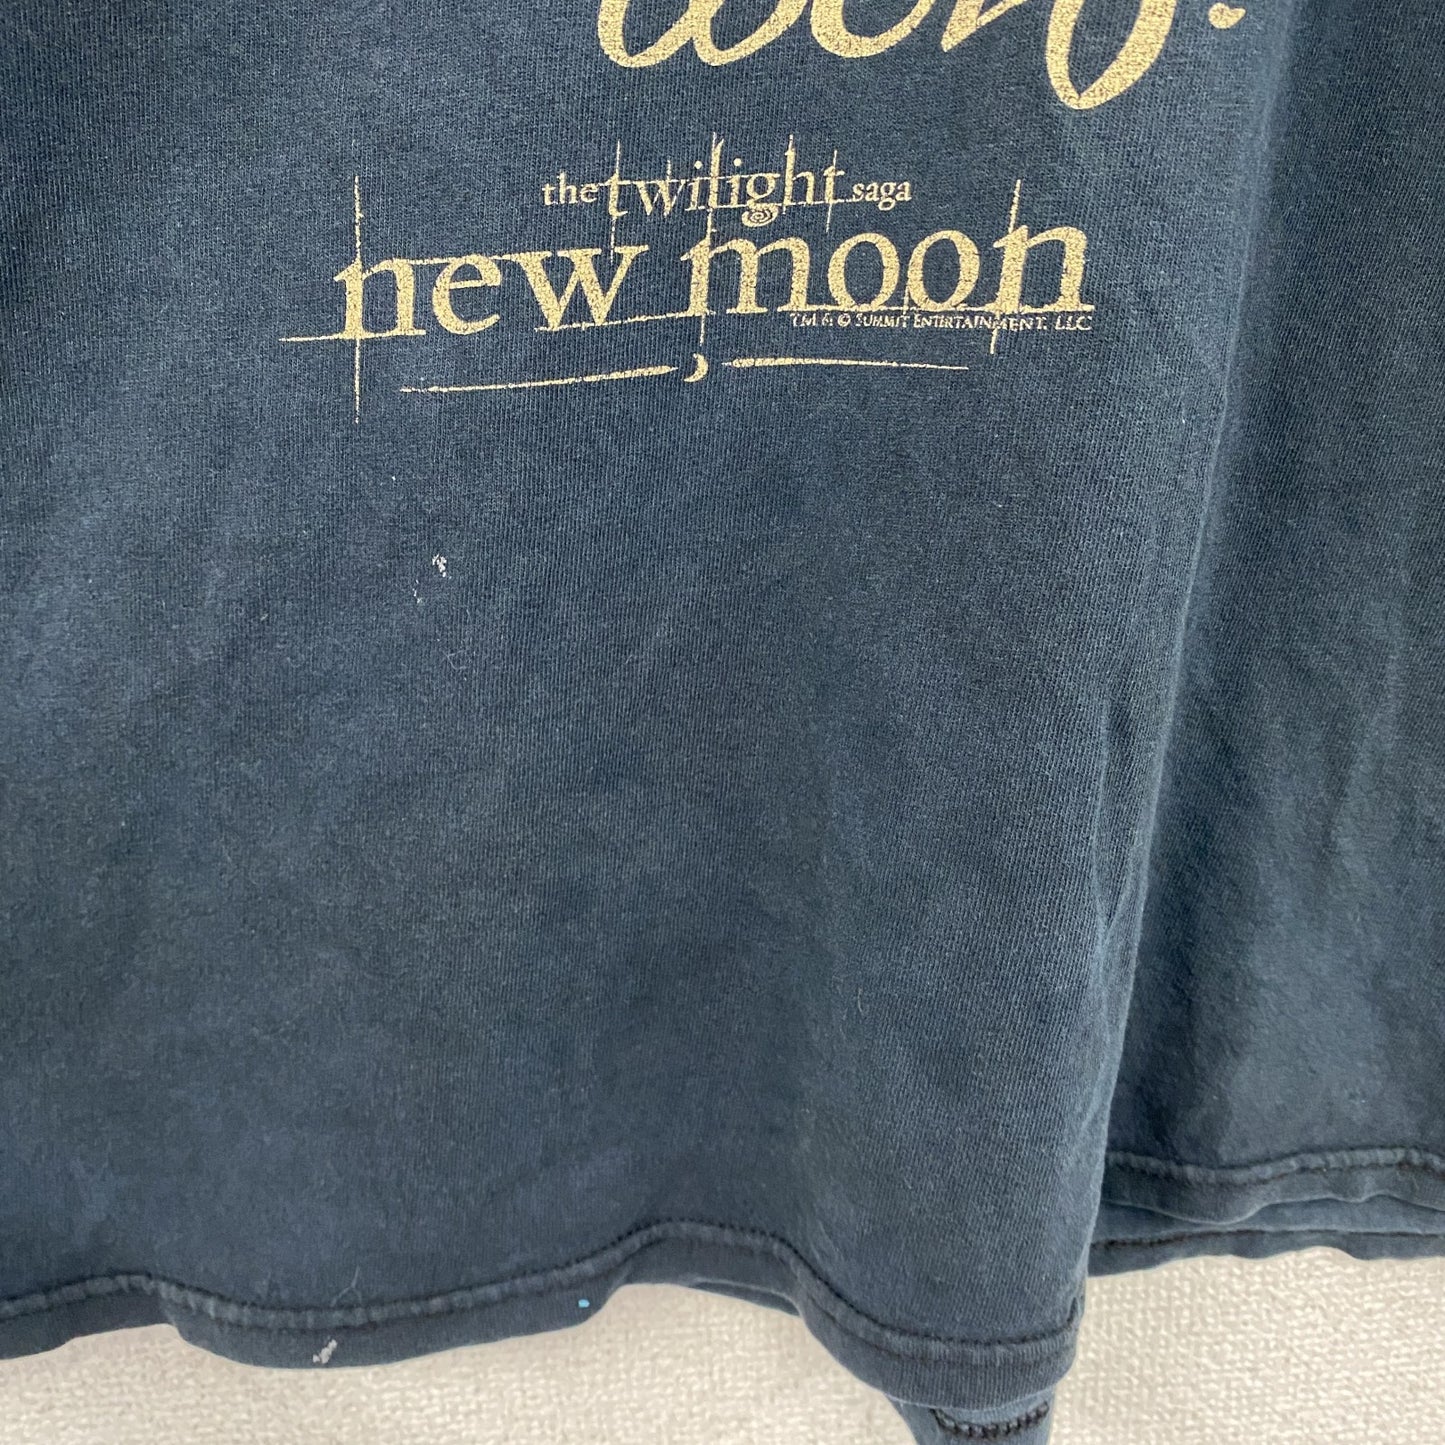 the twilight saga
new moon
TM & © SUMMIT ENTERTAINMENT, LLC